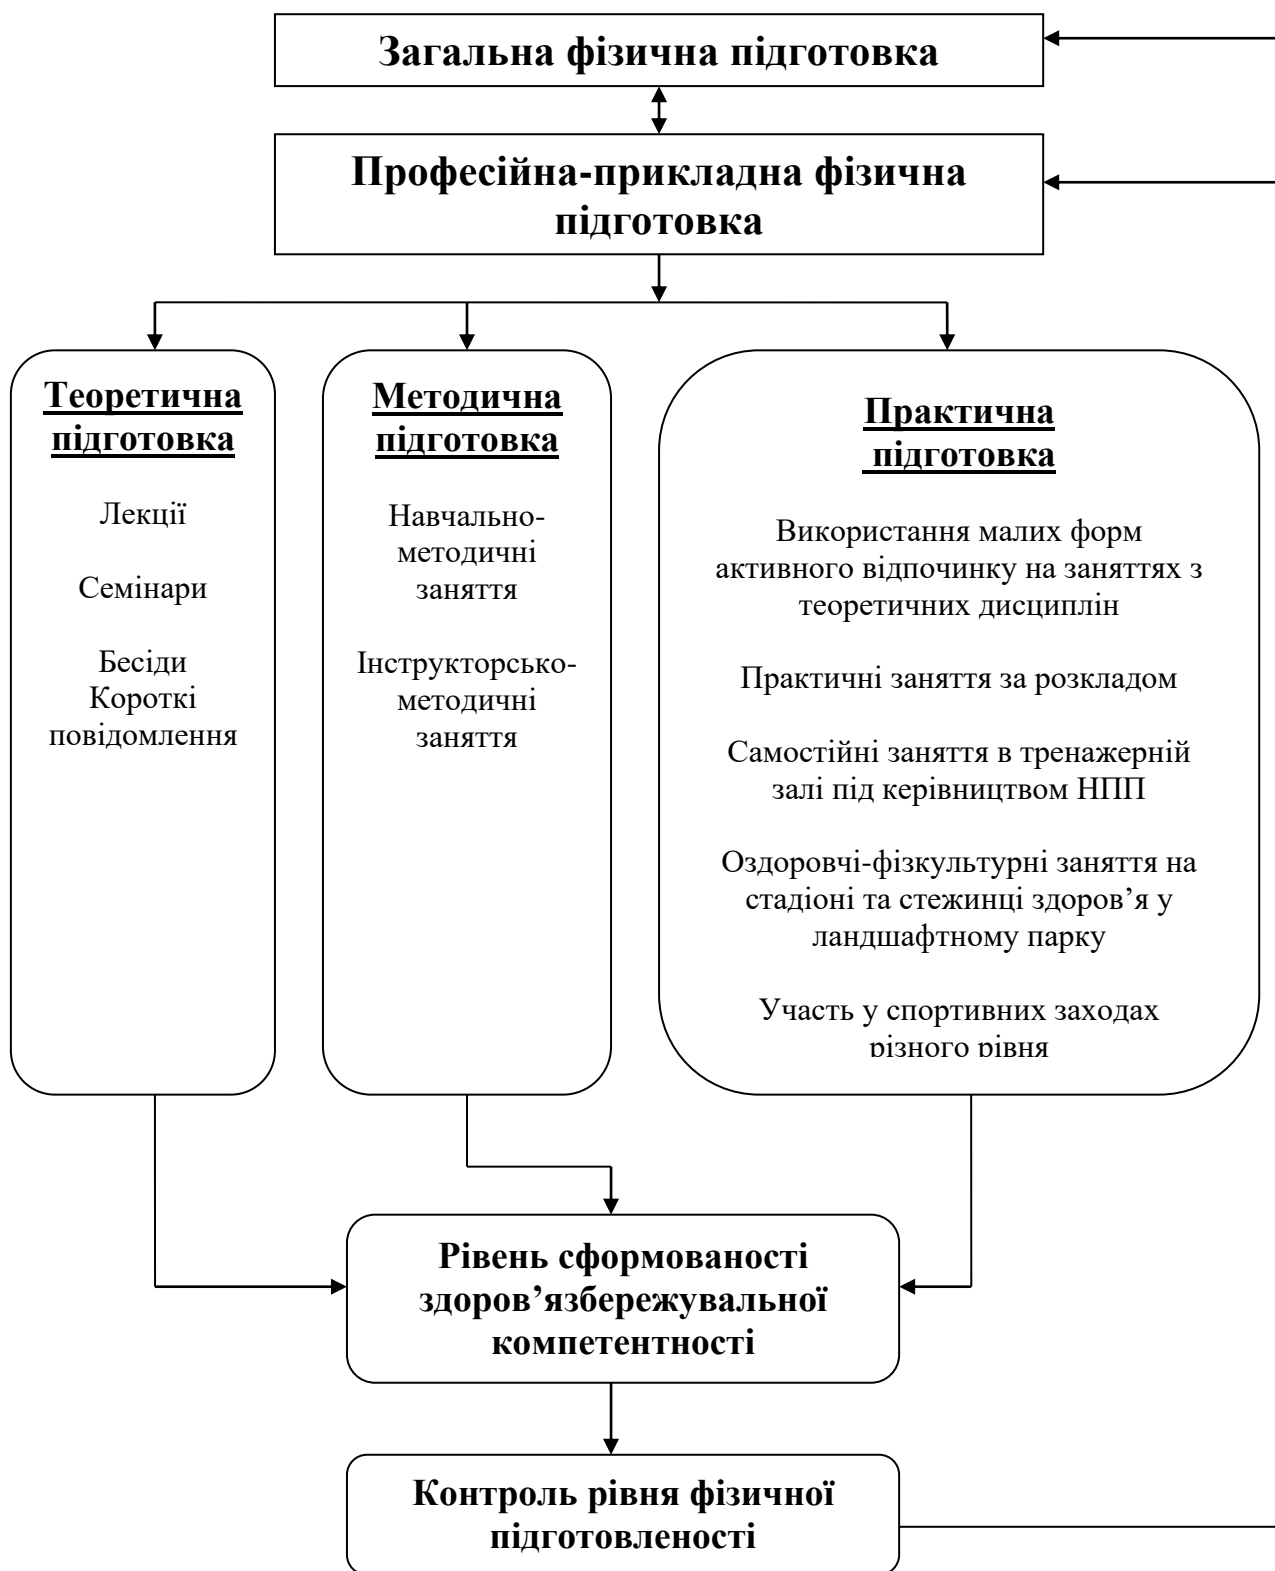 Загальна фізична підготовка
Професійна-прикладна фізична
підготовка
Теоретична
підготовка
Лекції
Семінари
Бесіди
Короткі
повідомлення
Методична
підготовка
Навчально-
методичні
заняття
Інструкторсько-
методичні
заняття
Практична
підготовка
Використання малих форм
активного відпочинку на заняттях з
теоретичних дисциплін
Практичні заняття за розкладом
Самостійні заняття в тренажерній
залі під керівництвом НПП
Оздоровчі-фізкультурні заняття на
стадіоні та стежинці здоров’я у
ландшафтному парку
Участь у спортивних заходах
різного рівня
Рівень сформованості
здоров’язбережувальної
компетентності
Контроль рівня фізичної
підготовленості